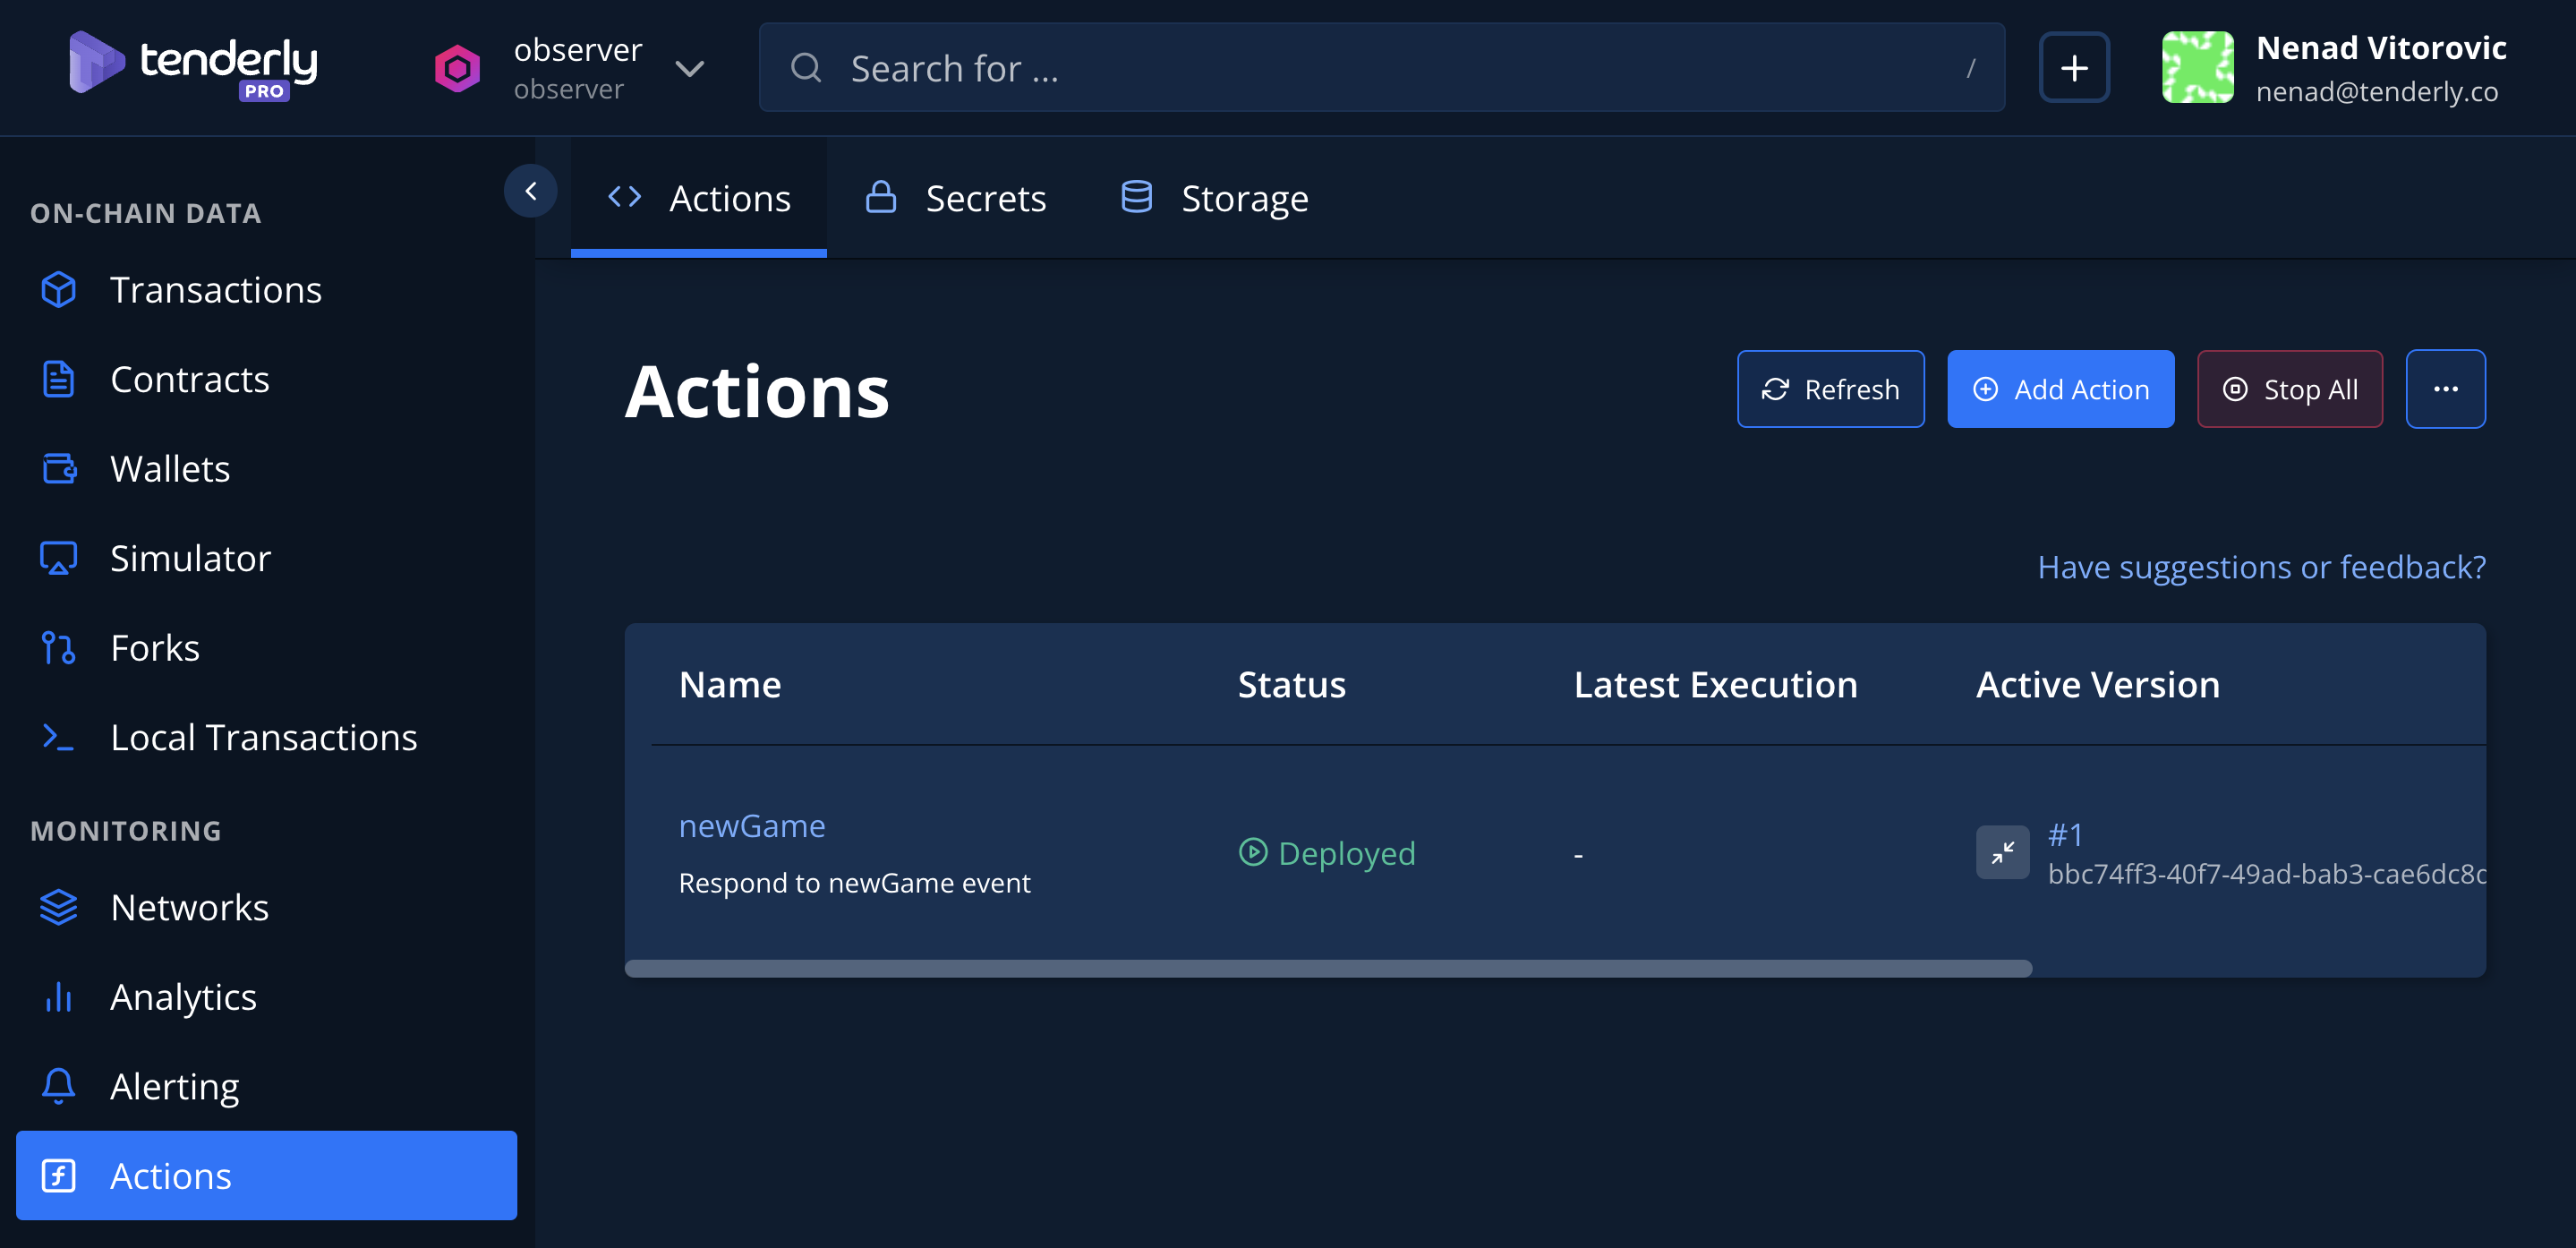 tenderly
PRO
observer
observer
Search for ...
/
Nenad Vitorovic
nenad@tenderly.co
ON-CHAIN DATA
Transactions
Contracts
Wallets
Simulator
Forks
Local Transactions
MONITORING
Networks
Analytics
Alerting
Actions
Actions
Secrets
Storage
Actions
Refresh
Add Action
Stop All
...
Have suggestions or feedback?
Name
Status
Latest Execution
Active Version
newGame
Respond to newGame event
Deployed
-
#1
bbc74ff3-40f7-49ad-bab3-cae6dc8